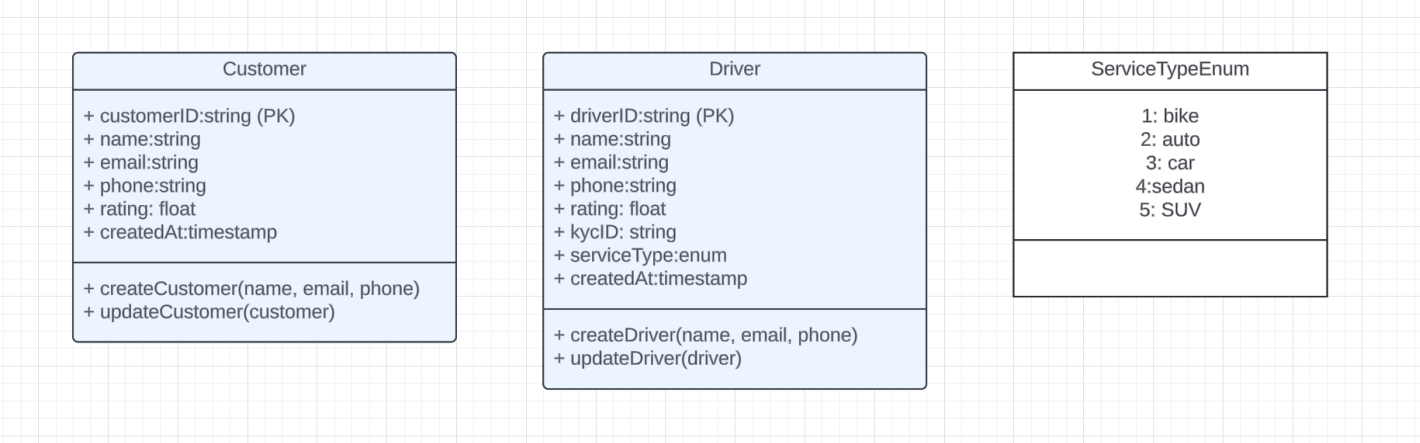 Customer
+ customerID:string (PK)
+ name:string
+ email:string
+ phone:string
+ rating: float
+ createdAt:timestamp
+ createCustomer(name, email, phone)
+ updateCustomer(customer)
Driver
+ driverID:string (PK)
+ name:string
+ email:string
+ phone:string
+ rating: float
+ kycID: string
+ serviceType:enum
+ createdAt:timestamp
+ createDriver(name, email, phone)
+ updateDriver(driver)
ServiceTypeEnum
1: bike
2: auto
3: car
4:sedan
5: SUV